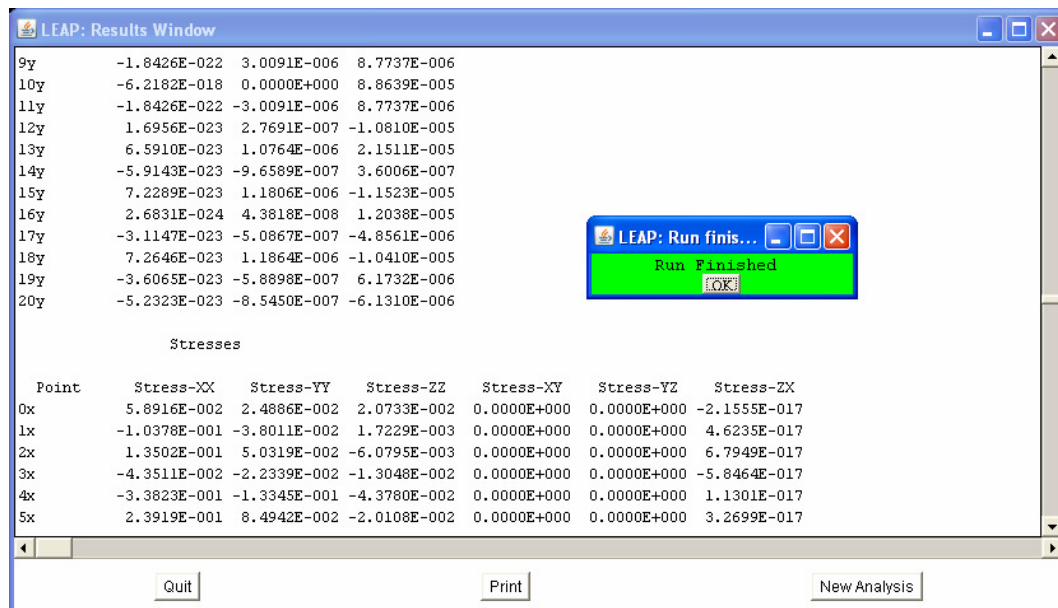 LEAP: Results Window
9y -1.8426E-022 3.0091E-006 8.7737E-006
10y -6.2182E-018 0.0000E+000 8.8639E-005
11y -1.8426E-022 -3.0091E-006 8.7737E-006
12y 1.6956E-023 2.7691E-007 -1.0810E-005
13y 6.5910E-023 1.0764E-006 2.1511E-005
14y -5.9143E-023 -9.6589E-007 3.6006E-007
15y 7.2289E-023 1.1806E-006 -1.1523E-005
16y 2.6831E-024 4.3818E-008 1.2038E-005
17y -3.1147E-023 -5.0867E-007 -4.8561E-006
18y 7.2646E-023 1.1864E-006 -1.0410E-005
19y -3.6065E-023 -5.8898E-007 6.1732E-006
20y -5.2323E-023 -8.5450E-007 -6.1310E-006
LEAP: Run finis...
Run Finished
OK
Stresses
Point Stress-XX Stress-YY Stress-ZZ Stress-XY Stress-YZ Stress-ZX
0x 5.8916E-002 2.4886E-002 2.0733E-002 0.0000E+000 0.0000E+000 -2.1555E-017
1x -1.0378E-001 -3.8011E-002 1.7229E-003 0.0000E+000 0.0000E+000 4.6235E-017
2x 1.3502E-001 5.0319E-002 -6.0795E-003 0.0000E+000 0.0000E+000 6.7949E-017
3x -4.3511E-002 -2.2339E-002 -1.3048E-002 0.0000E+000 0.0000E+000 -5.8464E-017
4x -3.3823E-001 -1.3345E-001 -4.3780E-002 0.0000E+000 0.0000E+000 1.1301E-017
5x 2.3919E-001 8.4942E-002 -2.0108E-002 0.0000E+000 0.0000E+000 3.2699E-017
Quit Print New Analysis